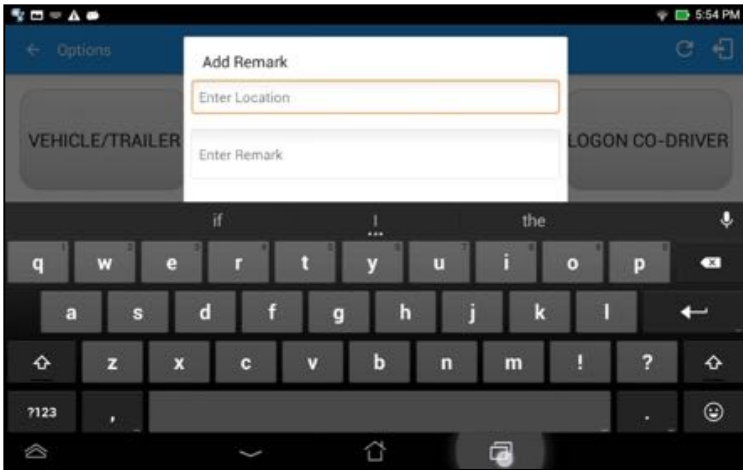 5:54 PM
Options
Add Remark
Enter Location
VEHICLE/TRAILER
LOGON CO-DRIVER
Enter Remark
if I the
q w e r t y u i o p
a s d f g h j k l
z x c v b n m ! ?
?123 , .